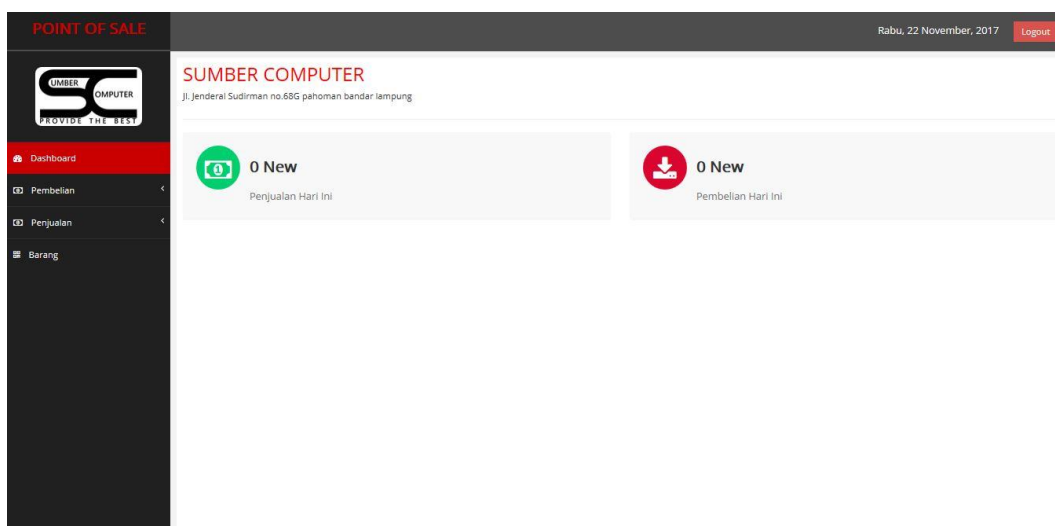 POINT OF SALE
Rabu, 22 November, 2017
Logout
UMBER
OMPUTER
SC
PROVIDE THE BEST
SUMBER COMPUTER
Jl. Jenderal Sudirman no.68G pahoman bandar lampung
Dashboard
Pembelian
Penjualan
Barang
0 New
Penjualan Hari Ini
0 New
Pembelian Hari Ini